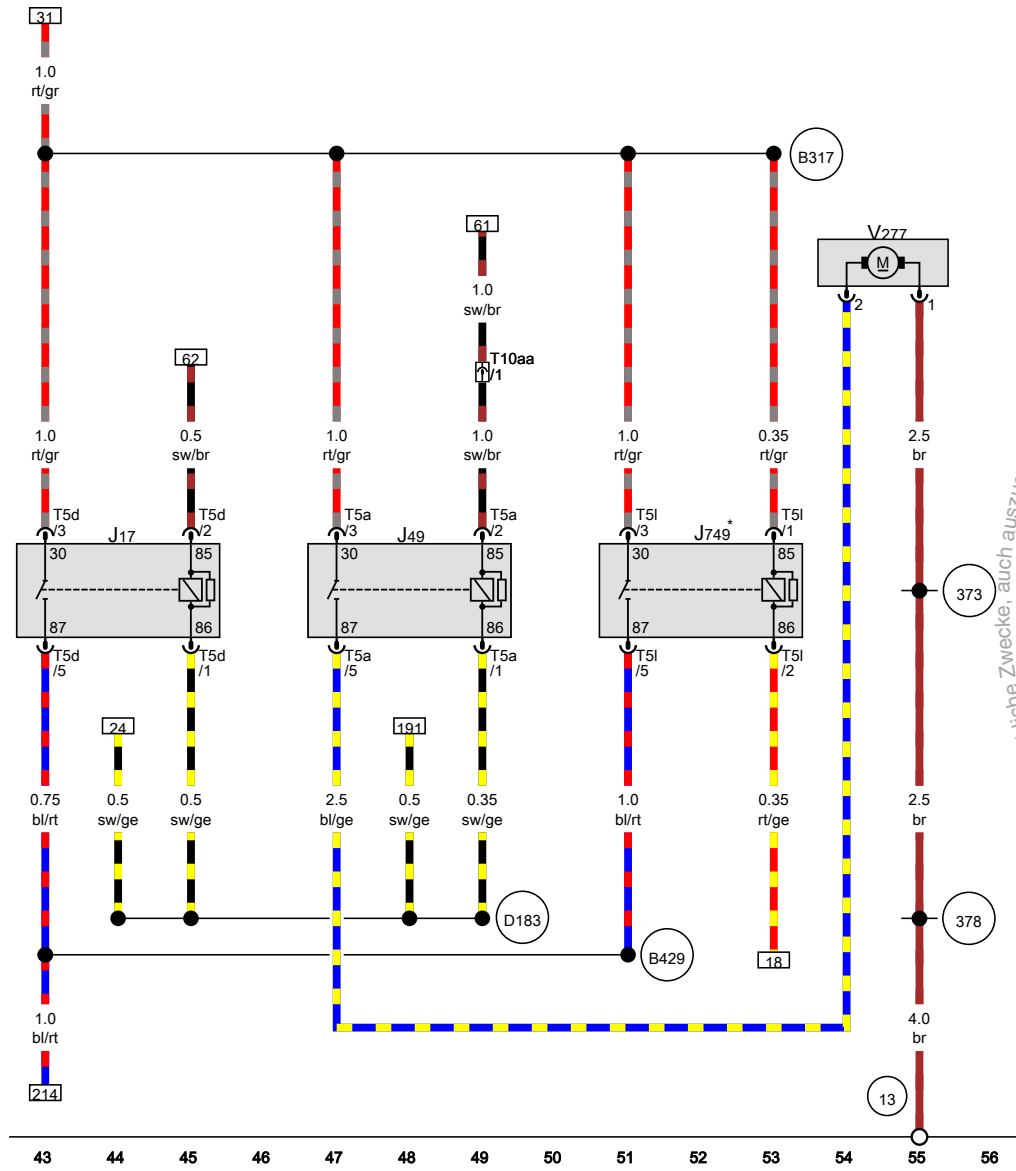 31
1.0
rt/gr
B317
61
V277
M
1.0
sw/br
2
1
62
T10aa
/1
1.0
rt/gr
0.5
sw/br
1.0
rt/gr
1.0
sw/br
1.0
rt/gr
0.35
rt/gr
2.5
br
T5d
/3
J17
T5d
/2
T5a
/3
J49
T5a
/2
T5l
/3
J749*
T5l
/1
30
85
30
85
30
85
373
87
86
87
86
87
86
T5d
/5
T5d
/1
T5a
/5
T5a
/1
T5l
/5
T5l
/2
liche Zwecke, auch auszu
24
191
0.75
bl/rt
0.5
sw/ge
0.5
sw/ge
2.5
bl/ge
0.5
sw/ge
0.35
sw/ge
1.0
bl/rt
0.35
rt/ge
2.5
br
D183
378
B429
18
1.0
bl/rt
4.0
br
214
13
43 44 45 46 47 48 49 50 51 52 53 54 55 56